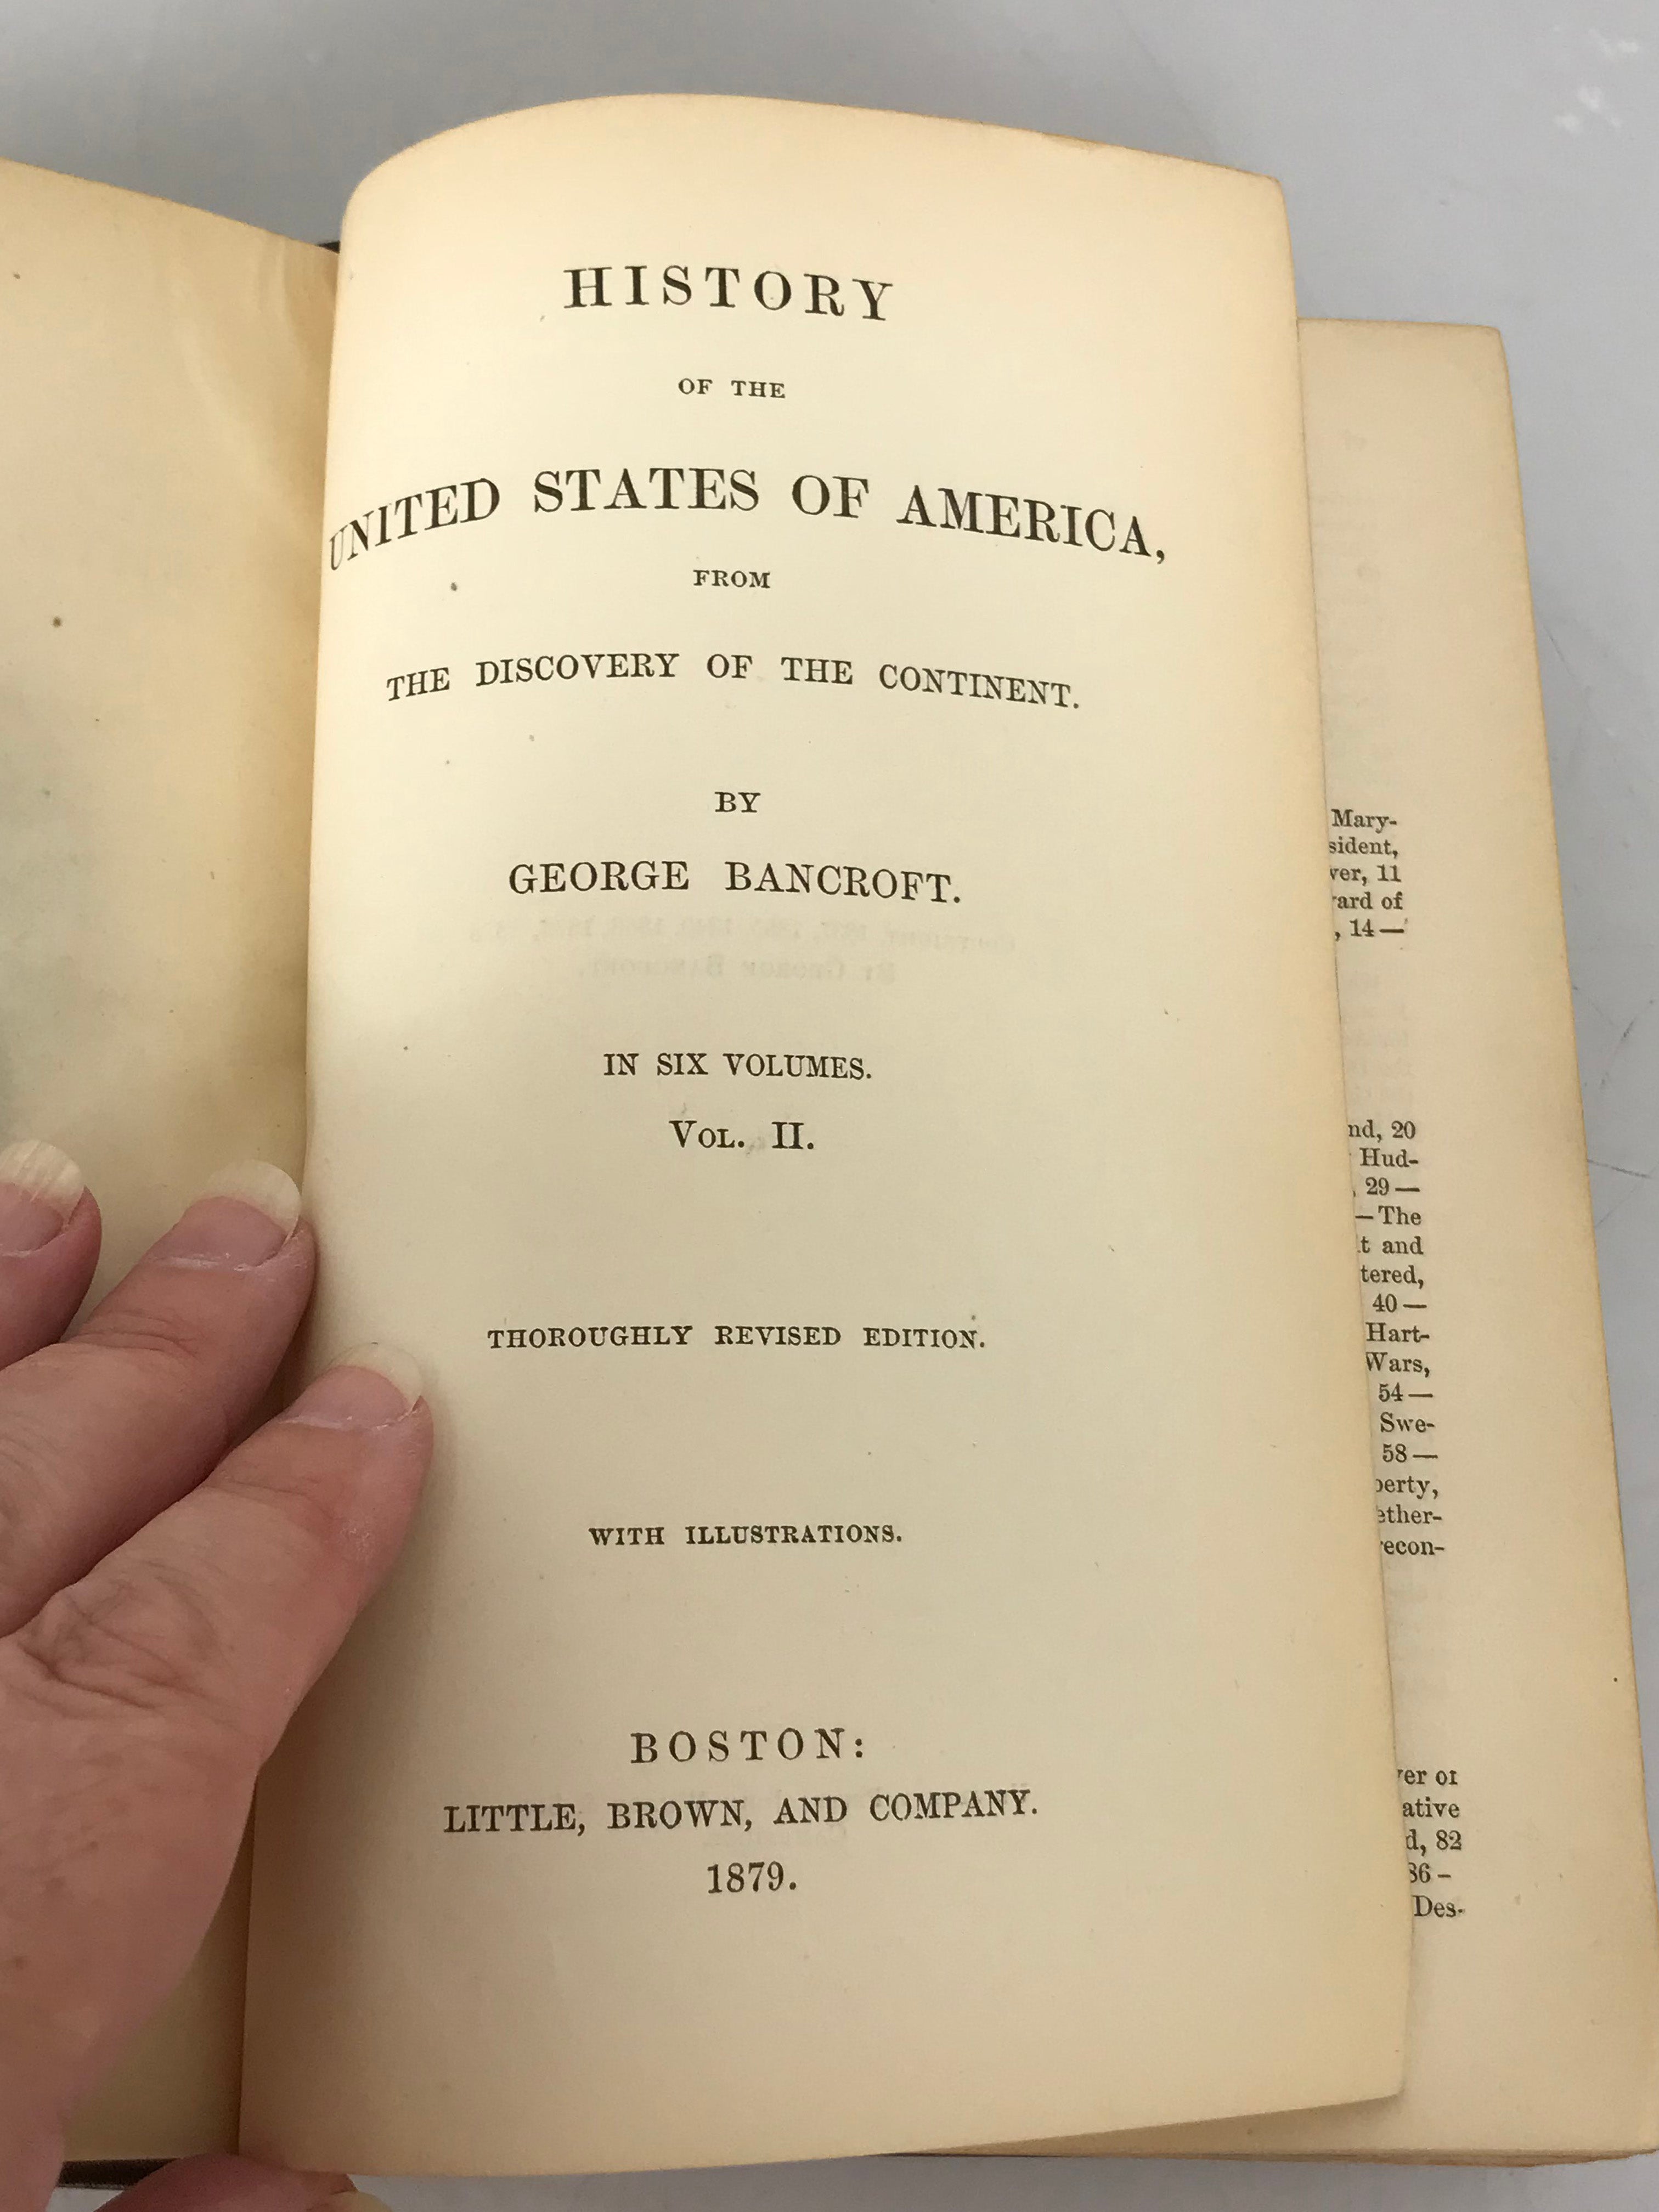 HISTORY
OF THE
UNITED STATES OF AMERICA,
FROM
THE DISCOVERY OF THE CONTINENT.
BY
GEORGE BANCROFT.
IN SIX VOLUMES.
VOL. II.
THOROUGHLY REVISED EDITION.
WITH ILLUSTRATIONS.
BOSTON:
LITTLE, BROWN, AND COMPANY.
1879.
Mary-
sident,
ver, 11
ard of
, 14—
nd, 20
Hud-
, 29—
—The
t and
tered,
40—
Hart-
Wars,
54—
Swe-
58—
perty,
ether-
recon-
ver of
ative
d, 82
86-
Des-